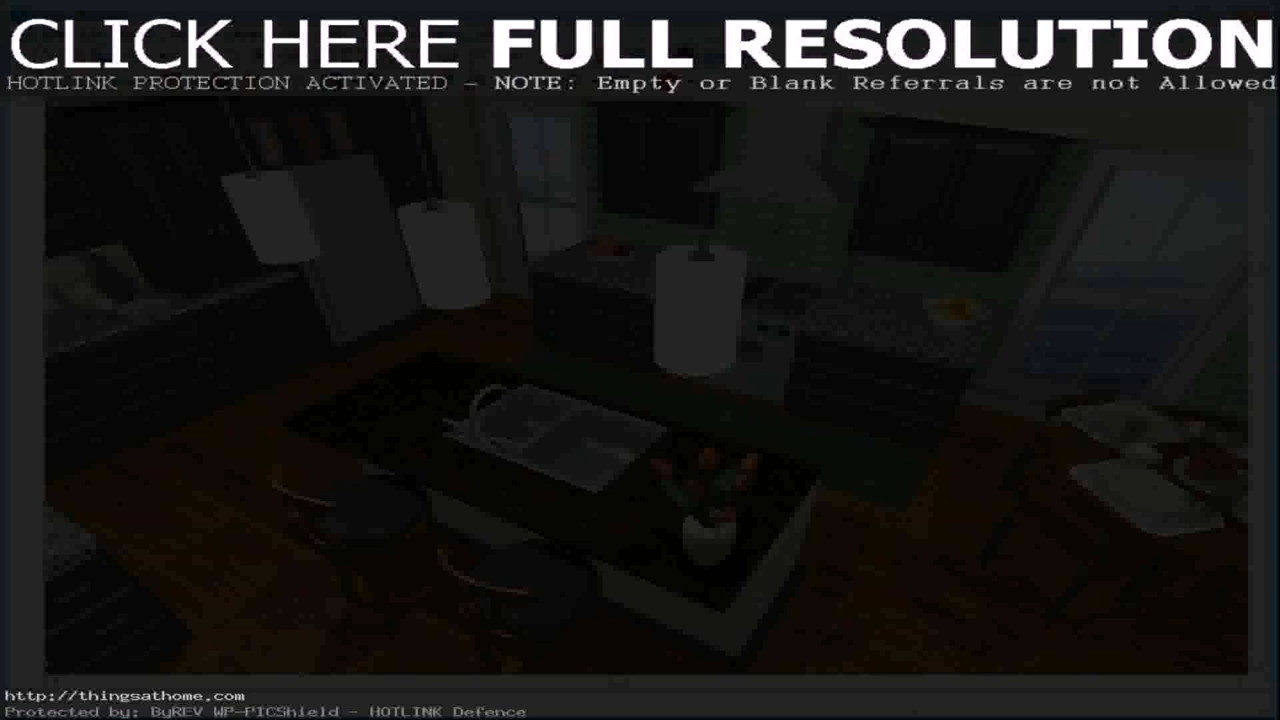 CLICK HERE FULL RESOLUTION
HOTLINK PROTECTION ACTIVATED - NOTE: Empty or Blank Referrals are not Allowed
http://thingsathome.com
Protected by: ByREV WP-PICShield - HOTLINK Defence